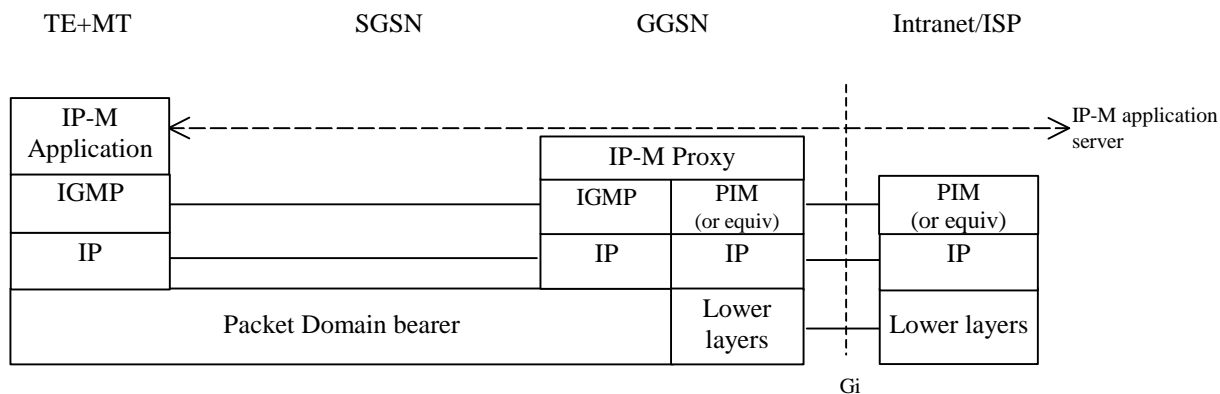 TE+MT SGSN GGSN Intranet/ISP
IP-M
Application
IP-M application
server
IP-M Proxy
IGMP IGMP PIM
(or equiv)
PIM
(or equiv)
IP IP IP IP
Packet Domain bearer
Lower
layers
Lower layers
Gi